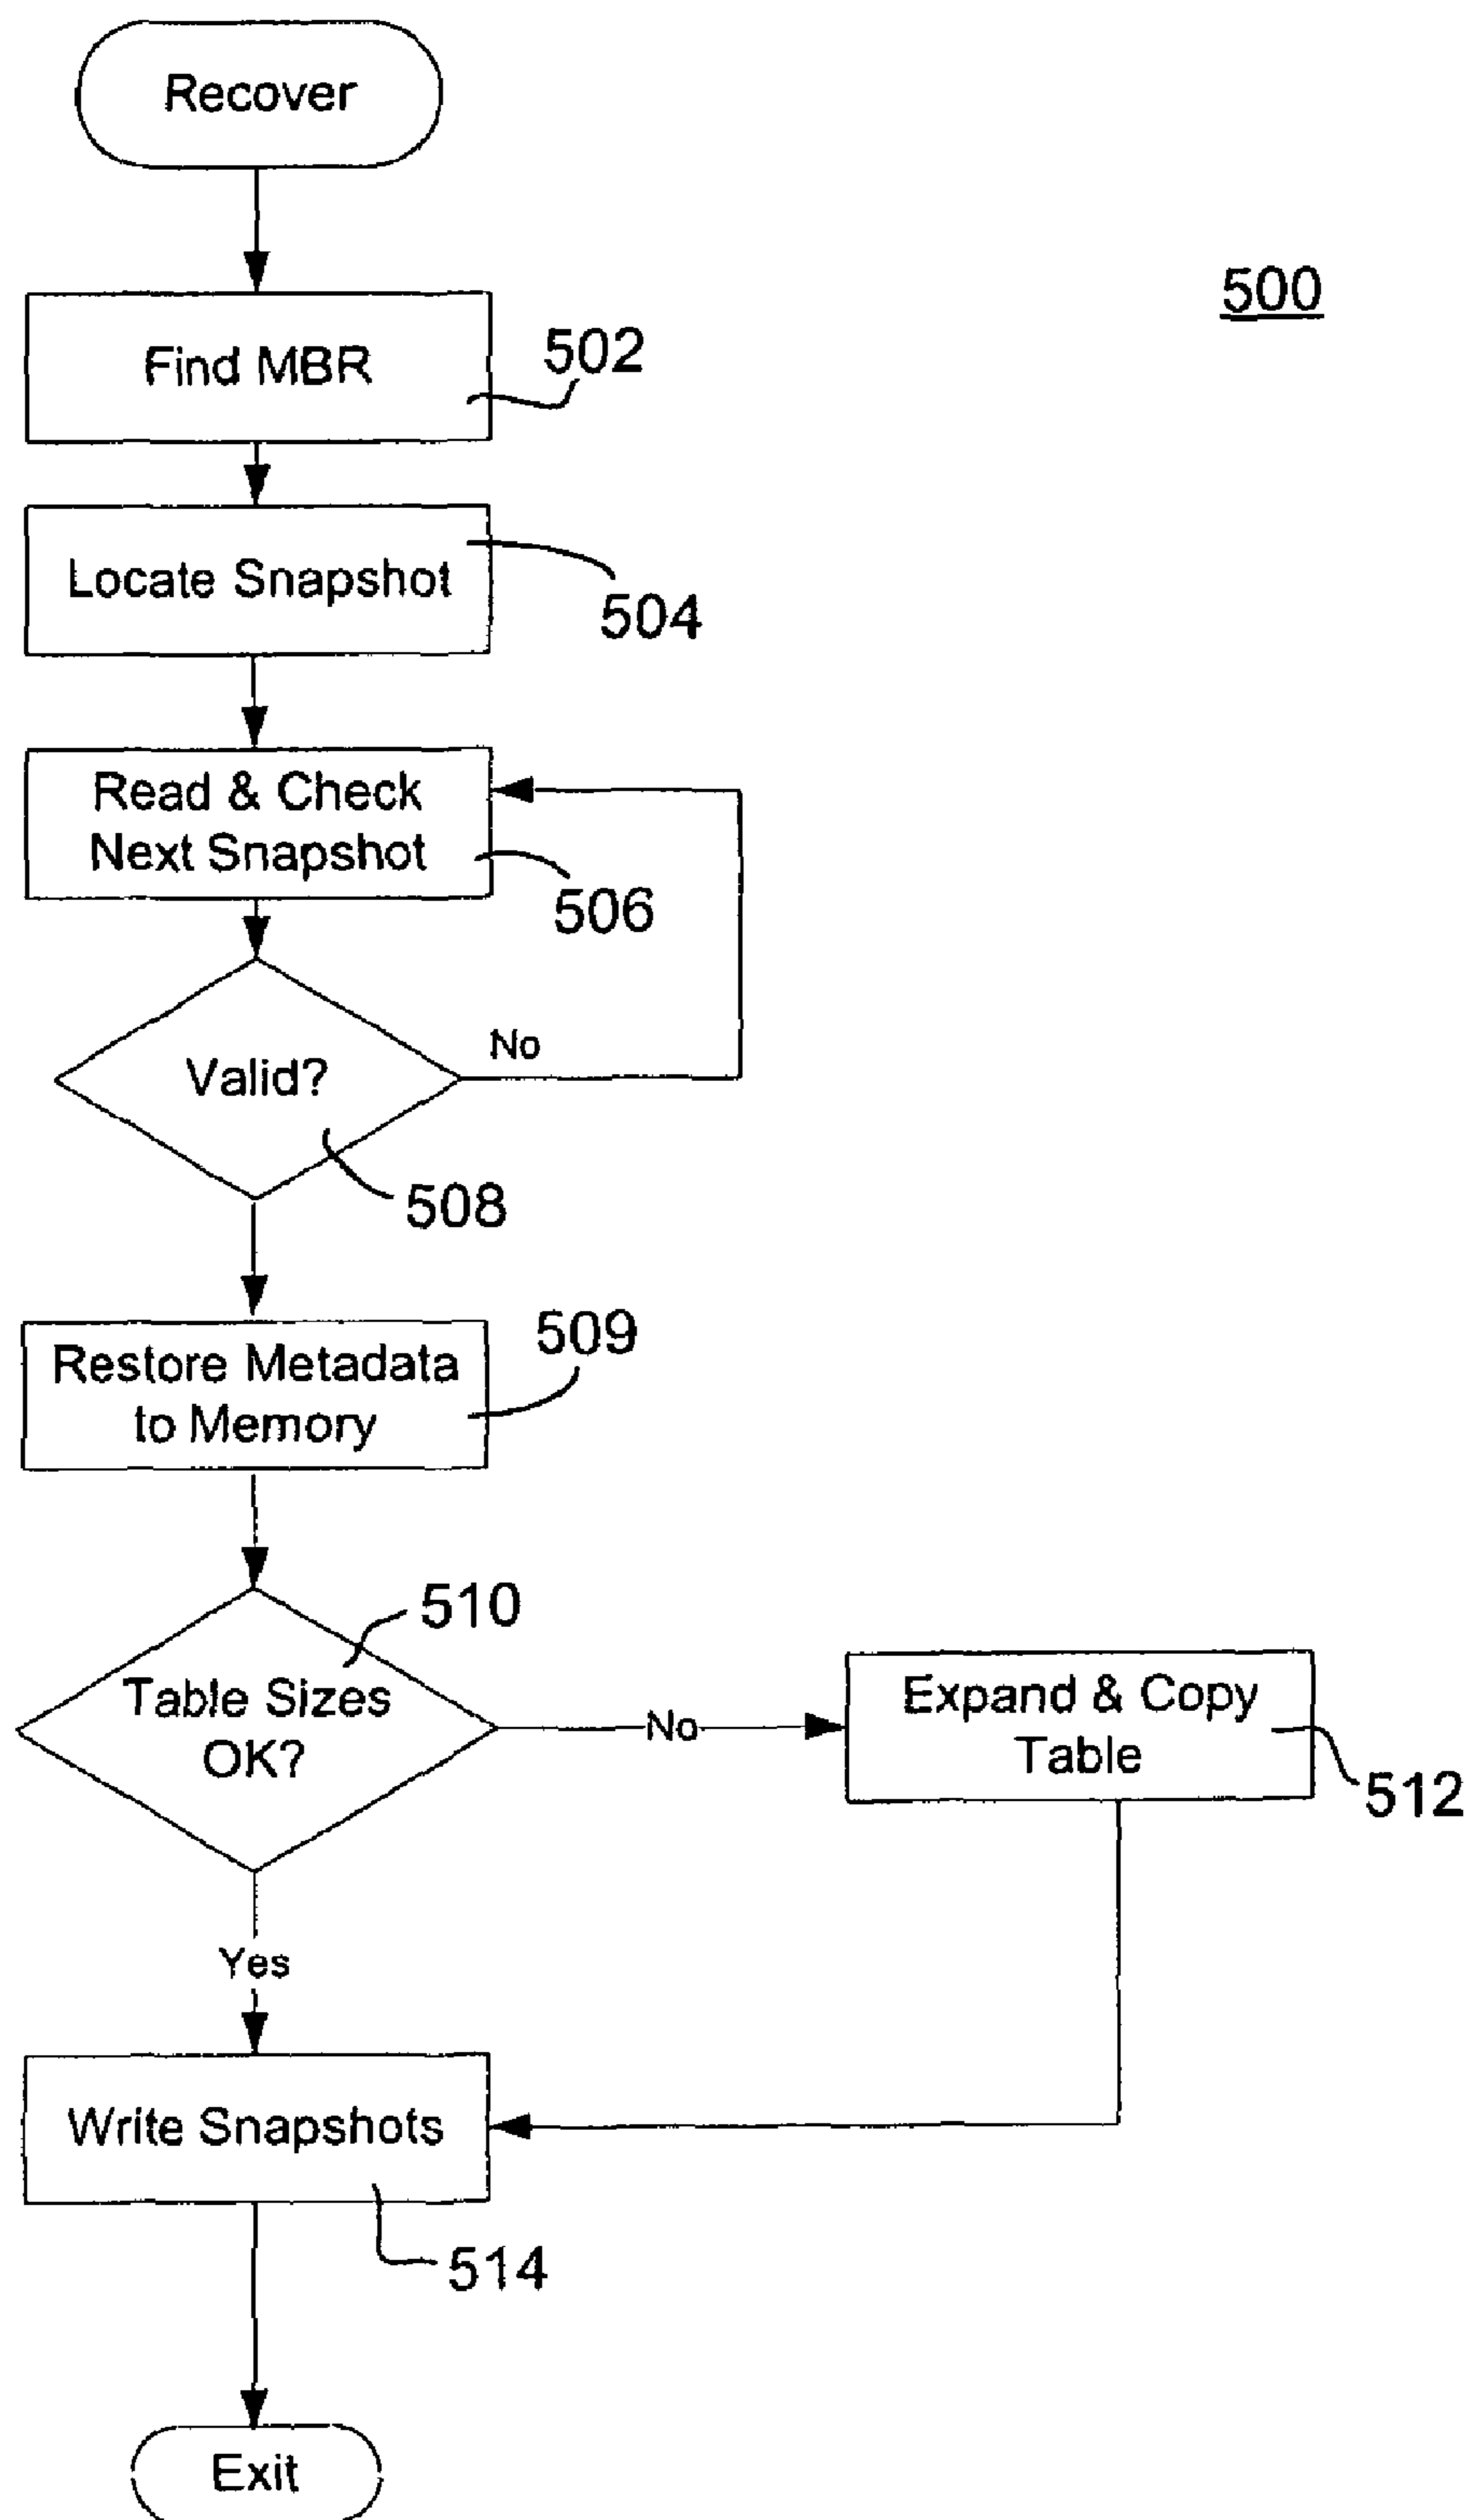 Recover
500
Find MBR
502
Locate Snapshot
504
Read & Check
Next Snapshot
506
Valid?
No
508
Restore Metadata
to Memory
509
510
Table Sizes
OK?
No
Expand & Copy
Table
512
Yes
Write Snapshots
514
Exit